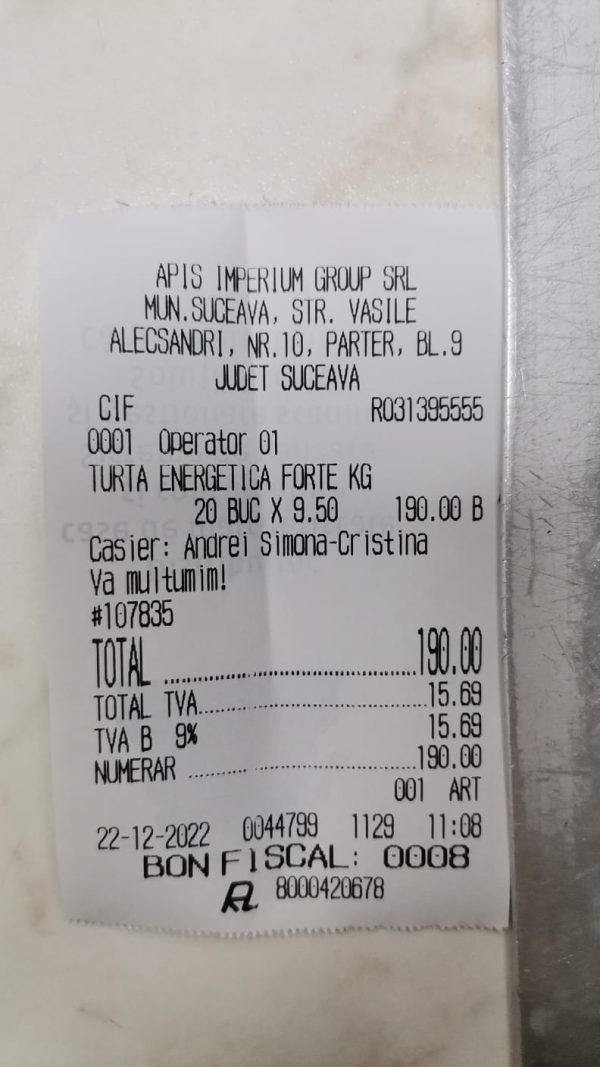 APIS IMPERIUM GROUP SRL
MUN.SUCEAVA, STR. VASILE
ALECSANDRI, NR.10, PARTER, BL.9
JUDET SUCEAVA
CIF RO31395555
0001 Operator 01
TURTA ENERGETICA FORTE KG
20 BUC X 9.50 190.00 B
Casier: Andrei Simona-Cristina
Va multumim!
#107835
TOTAL ................................ 190.00
TOTAL TVA................................15.69
TVA B 9% 15.69
NUMERAR ................................190.00
001 ART
22-12-2022 0044799 1129 11:08
BON FISCAL: 0008
8000420678